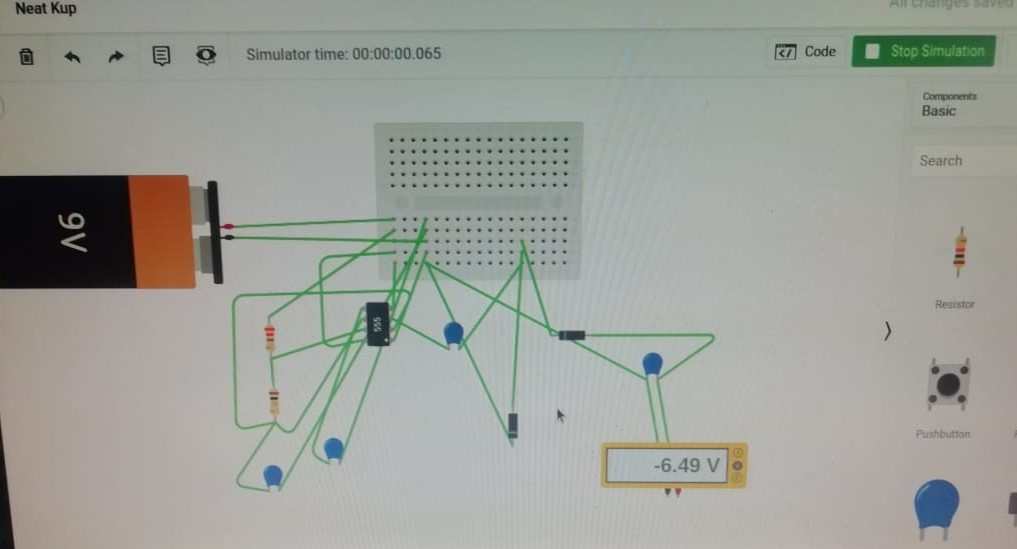 Neat Kup
All changes saved
Simulator time: 00:00:00.065
Code
Stop Simulation
Components
Basic
Search
9V
555
Resistor
-6.49 V
Pushbutton